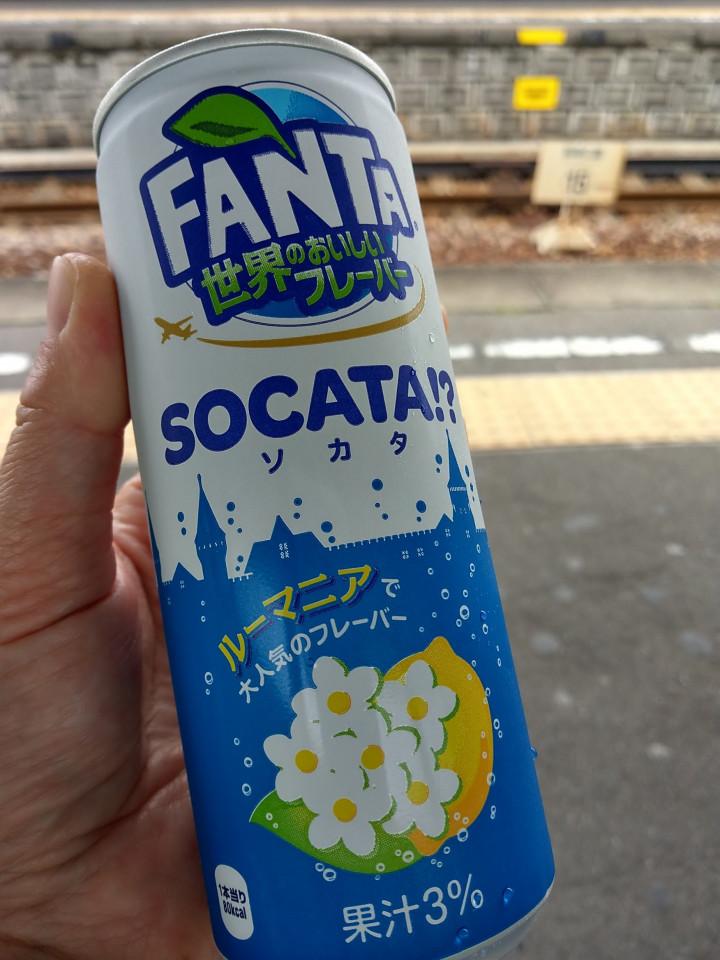 FANTA
世界のおいしい
フレーバー
SOCATA!?
ソカタ
ルーマニアで
大人気のフレーバー
1本当り
80kcal
果汁3%
16